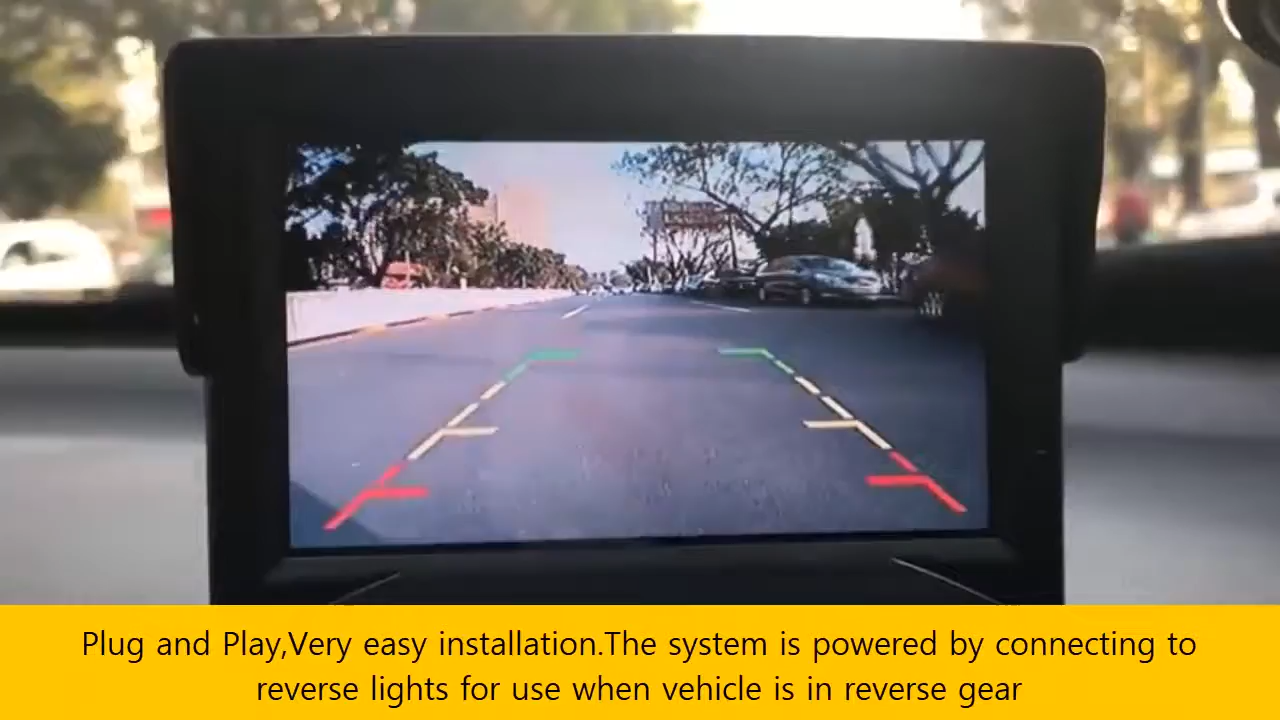 Plug and Play,Very easy installation.The system is powered by connecting to
reverse lights for use when vehicle is in reverse gear